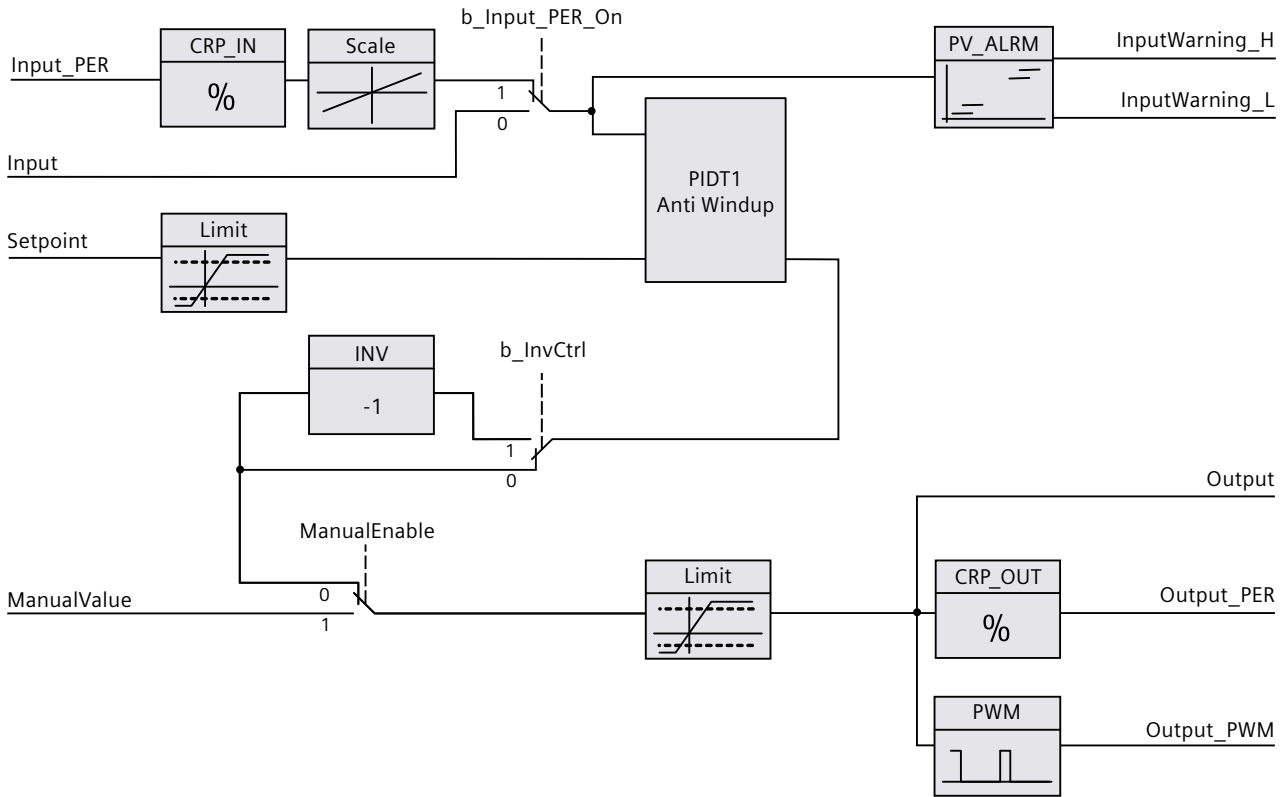 b_Input_PER_On
CRP_IN
Scale
PV_ALRM
InputWarning_H
Input_PER
%
1
0
InputWarning_L
Input
PIDT1
Anti Windup
Setpoint
Limit
INV
b_InvCtrl
-1
1
0
Output
ManualEnable
Limit
CRP_OUT
Output_PER
ManualValue
0
1
%
PWM
Output_PWM